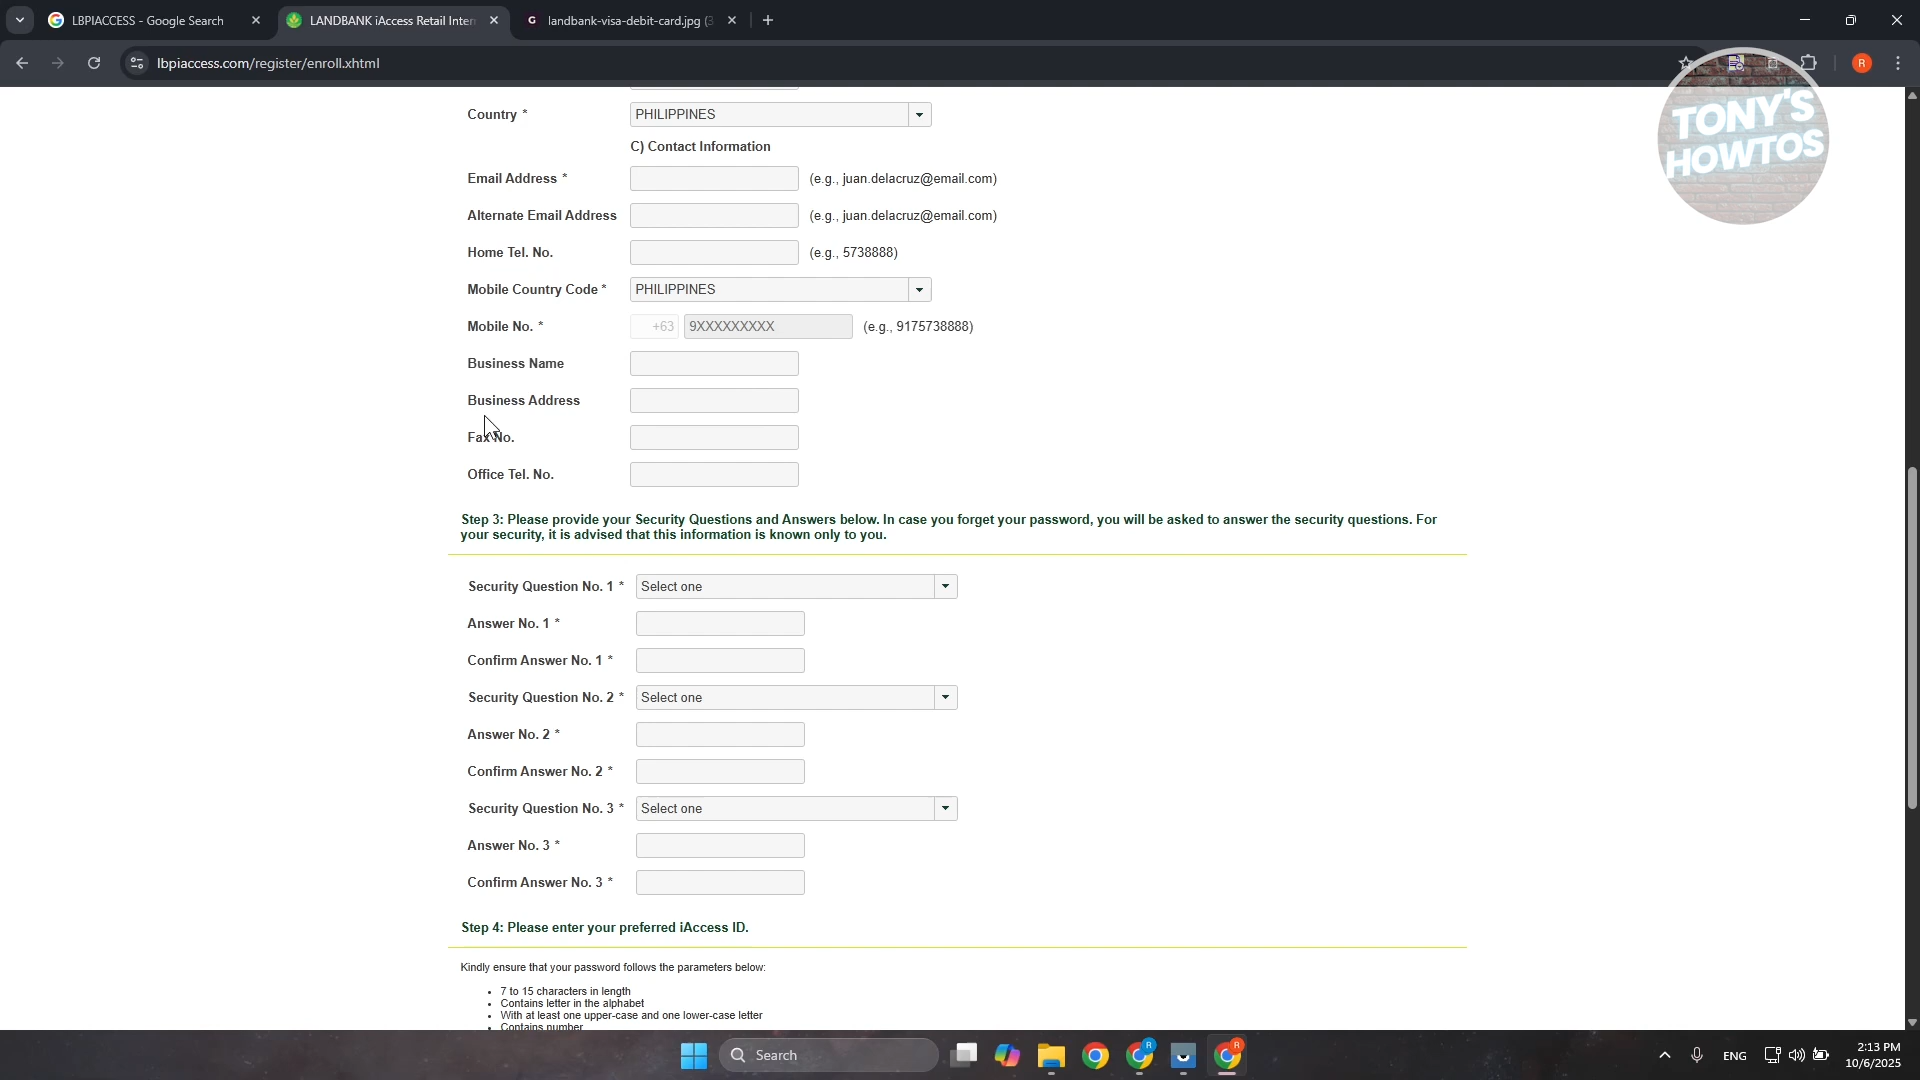 LBPIACCESS - Google Search
LANDBANK iAccess Retail Inter
G landbank-visa-debit-card.jpg (3
lbpiaccess.com/register/enroll.xhtml
R
TONY'S
HOWTOS
Country * PHILIPPINES
C) Contact Information
Email Address * (e.g., juan.delacruz@email.com)
Alternate Email Address (e.g., juan.delacruz@email.com)
Home Tel. No. (e.g., 5738888)
Mobile Country Code * PHILIPPINES
Mobile No. * +63 9XXXXXXXXX (e.g., 9175738888)
Business Name
Business Address
Fax No.
Office Tel. No.
Step 3: Please provide your Security Questions and Answers below. In case you forget your password, you will be asked to answer the security questions. For
your security, it is advised that this information is known only to you.
Security Question No. 1 * Select one
Answer No. 1 *
Confirm Answer No. 1 *
Security Question No. 2 * Select one
Answer No. 2 *
Confirm Answer No. 2 *
Security Question No. 3 * Select one
Answer No. 3 *
Confirm Answer No. 3 *
Step 4: Please enter your preferred iAccess ID.
Kindly ensure that your password follows the parameters below:
• 7 to 15 characters in length
• Contains letter in the alphabet
• With at least one upper-case and one lower-case letter
• Contains number
Search
R
R
ENG
2:13 PM
10/6/2025